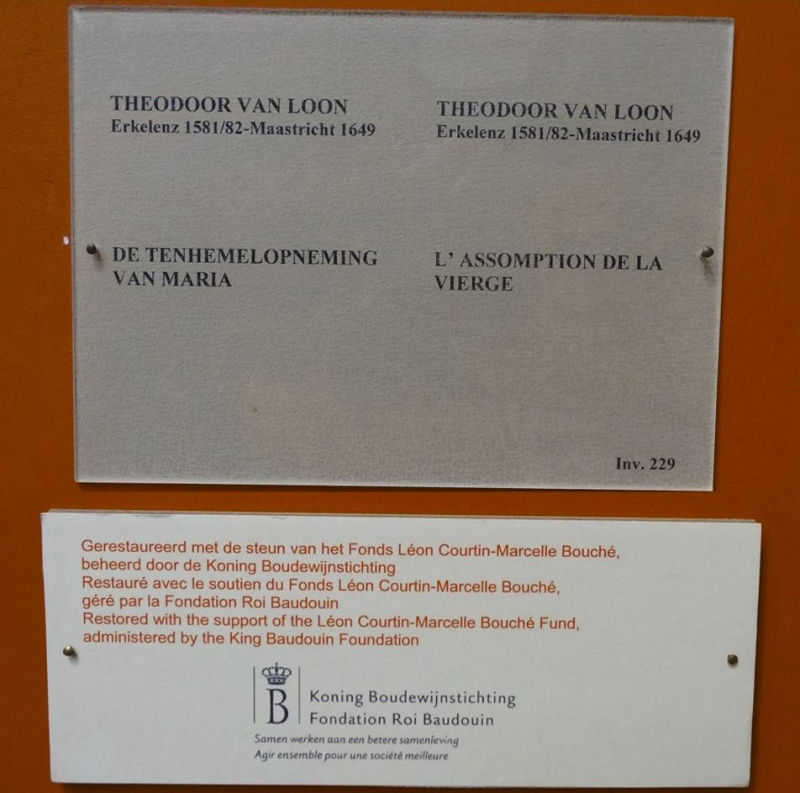 THEODOOR VAN LOON
Erkelenz 1581/82-Maastricht 1649
DE TENHEMELOPNEMING
VAN MARIA
THEODOOR VAN LOON
Erkelenz 1581/82-Maastricht 1649
L’ ASSOMPTION DE LA
VIERGE
Inv. 229
Gerestaureerd met de steun van het Fonds Léon Courtin-Marcelle Bouché,
beheerd door de Koning Boudewijnstichting
Restauré avec le soutien du Fonds Léon Courtin-Marcelle Bouché,
géré par la Fondation Roi Baudouin
Restored with the support of the Léon Courtin-Marcelle Bouché Fund,
administered by the King Baudouin Foundation
B
Koning Boudewijnstichting
Fondation Roi Baudouin
Samen werken aan een betere samenleving
Agir ensemble pour une société meilleure